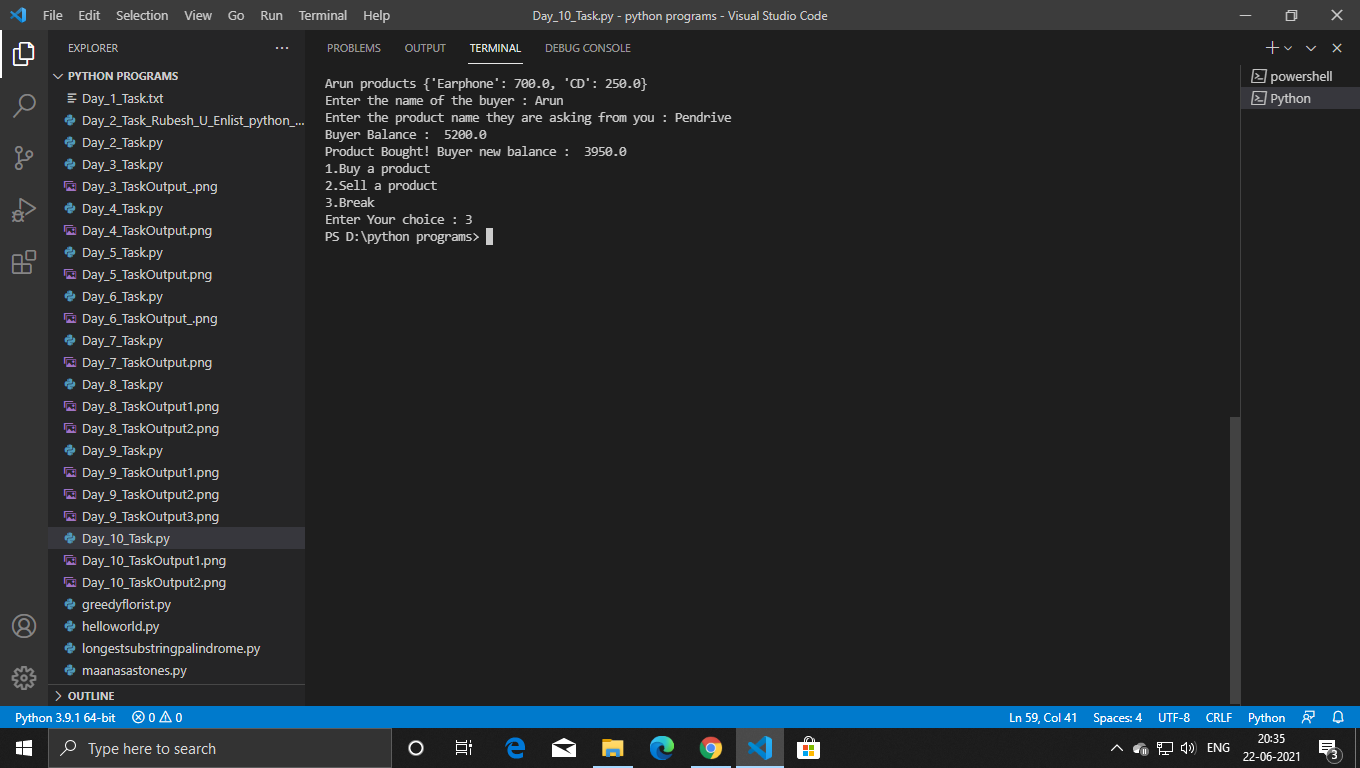 File Edit Selection View Go Run Terminal Help
Day_10_Task.py - python programs - Visual Studio Code
EXPLORER
PYTHON PROGRAMS
Day_1_Task.txt
Day_2_Task_Rubesh_U_Enlist_python_...
Day_2_Task.py
Day_3_Task.py
Day_3_TaskOutput_.png
Day_4_Task.py
Day_4_TaskOutput.png
Day_5_Task.py
Day_5_TaskOutput.png
Day_6_Task.py
Day_6_TaskOutput_.png
Day_7_Task.py
Day_7_TaskOutput.png
Day_8_Task.py
Day_8_TaskOutput1.png
Day_8_TaskOutput2.png
Day_9_Task.py
Day_9_TaskOutput1.png
Day_9_TaskOutput2.png
Day_9_TaskOutput3.png
Day_10_Task.py
Day_10_TaskOutput1.png
Day_10_TaskOutput2.png
greedyflorist.py
helloworld.py
longestsubstringpalindrome.py
maanasastones.py
OUTLINE
PROBLEMS OUTPUT TERMINAL DEBUG CONSOLE
Arun products {'Earphone': 700.0, 'CD': 250.0}
Enter the name of the buyer : Arun
Enter the product name they are asking from you : Pendrive
Buyer Balance :  5200.0
Product Bought! Buyer new balance :  3950.0
1.Buy a product
2.Sell a product
3.Break
Enter Your choice : 3
PS D:\python programs>
powershell
Python
Python 3.9.1 64-bit 0 0
Ln 59, Col 41 Spaces: 4 UTF-8 CRLF Python
Type here to search
ENG
20:35
22-06-2021
3